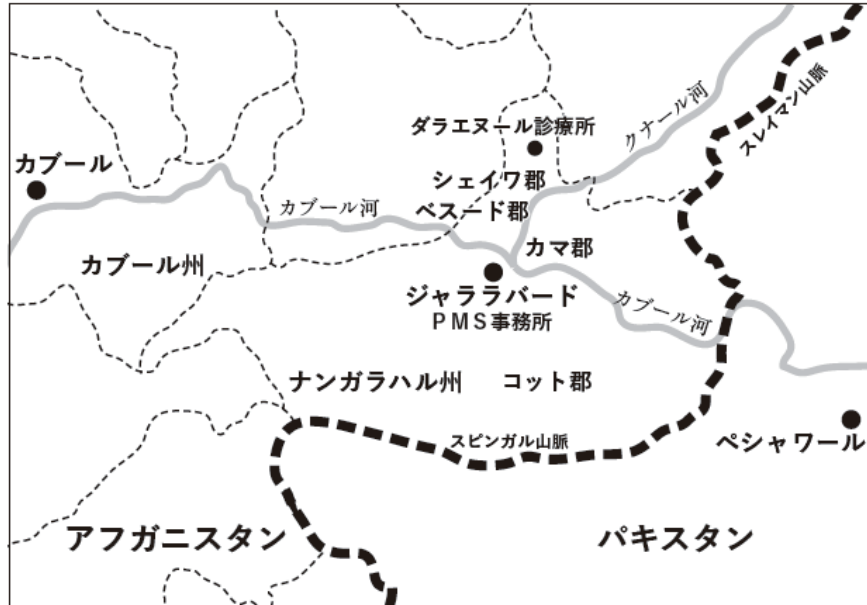 スレイマン山脈
クナール河
ダラエヌール診療所
カブール
シェイワ郡
カブール河
ベスード郡
カマ郡
カブール州
ジャララバード
PMS事務所
カブール河
ナンガラハル州
コット郡
スピンガル山脈
ペシャワール
アフガニスタン
パキスタン